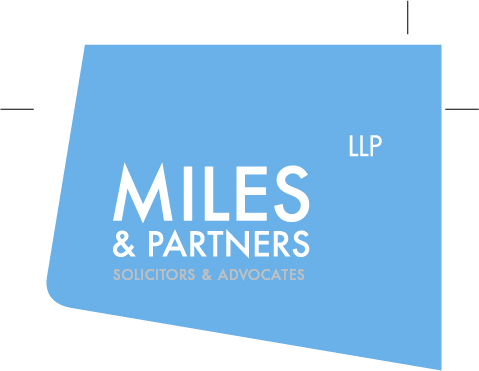 LLP
MILES
& PARTNERS
SOLICITORS & ADVOCATES